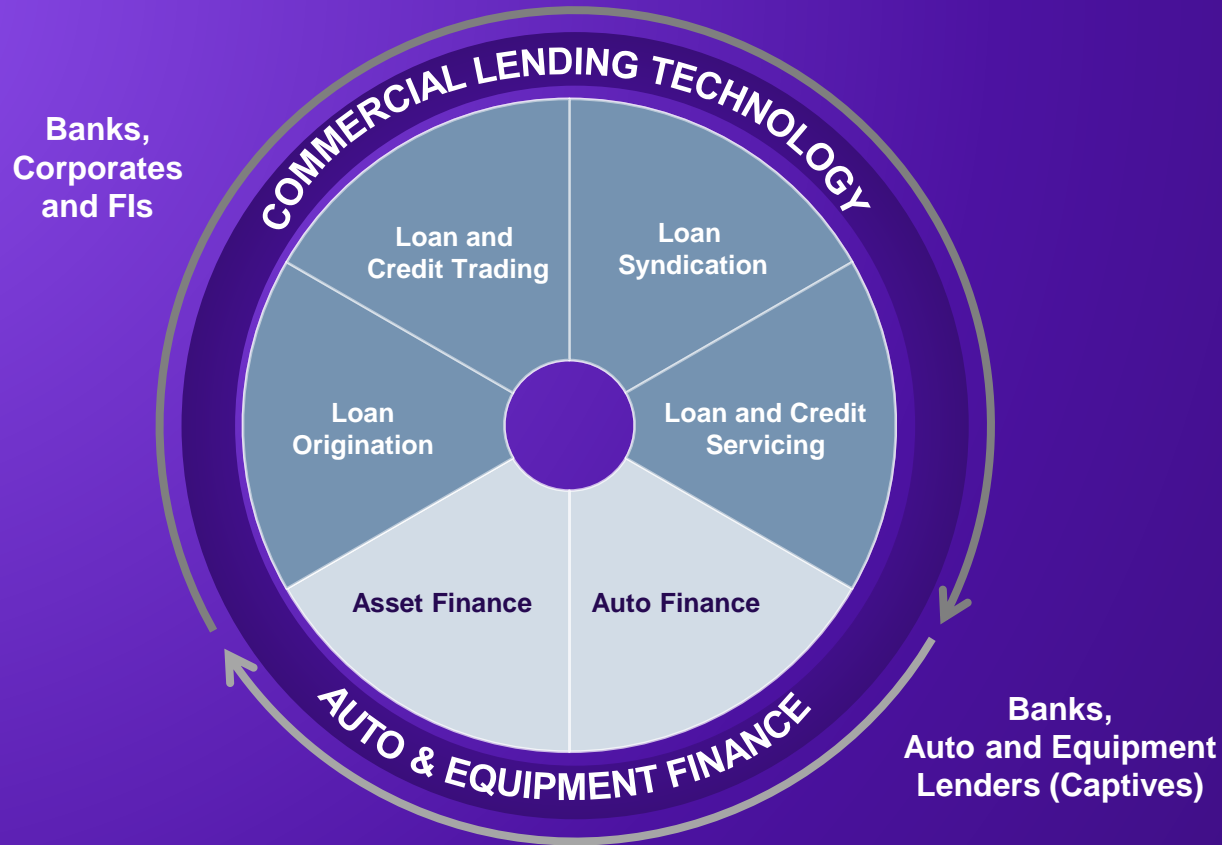 COMMERCIAL LENDING TECHNOLOGY
Banks,
Corporates
and FIs
Loan and
Credit Trading
Loan
Syndication
Loan
Origination
Loan and Credit
Servicing
Asset Finance
Auto Finance
AUTO & EQUIPMENT FINANCE
Banks,
Auto and Equipment
Lenders (Captives)